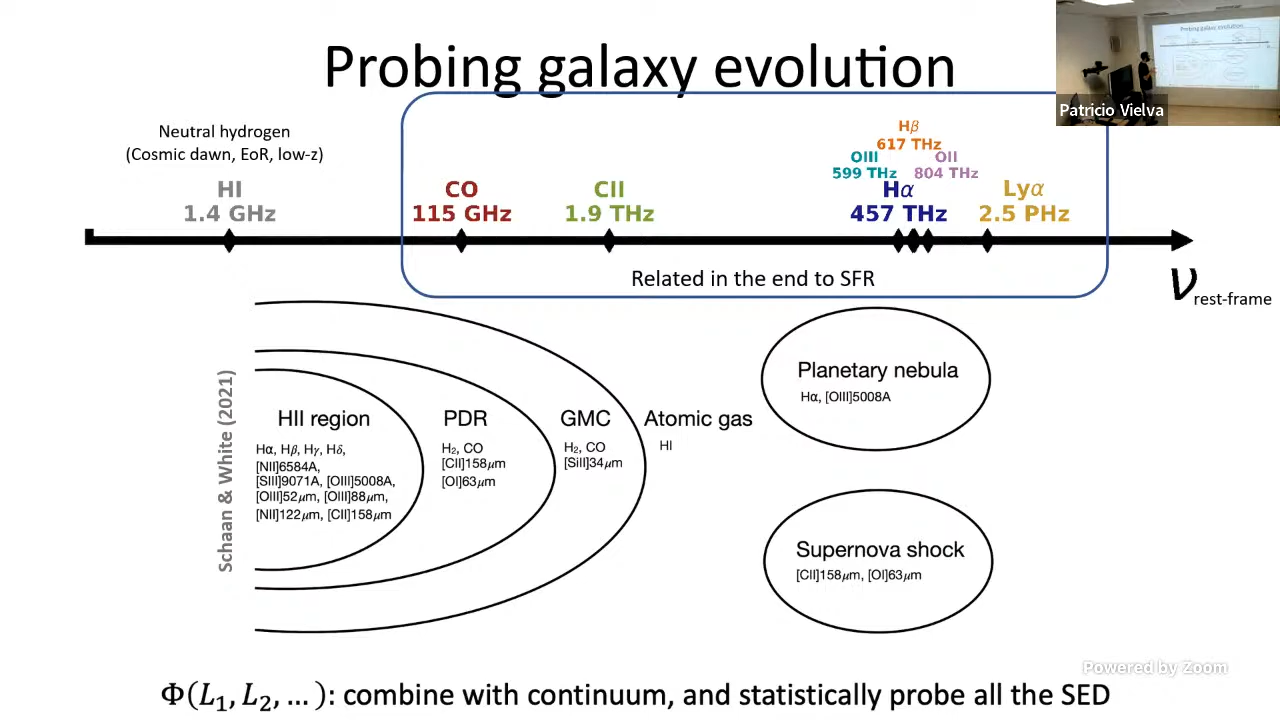 Probing galaxy evolution
Patricio Vielva
Neutral hydrogen
(Cosmic dawn, EoR, low-z)
HI
1.4 GHz
CO
115 GHz
CII
1.9 THz
Hβ
617 THz
OIII
599 THz
OII
804 THz
Hα
457 THz
Lyα
2.5 PHz
Related in the end to SFR
ν rest-frame
Schaan & White (2021)
HII region
Hα, Hβ, Hγ, Hδ,
[NII]6584A,
[SIII]9071A, [OIII]5008A,
[OIII]52μm, [OIII]88μm,
[NII]122μm, [CII]158μm
PDR
H₂, CO
[CII]158μm
[OI]63μm
GMC
H₂, CO
[SiII]34μm
Atomic gas
HI
Planetary nebula
Hα, [OIII]5008A
Supernova shock
[CII]158μm, [OI]63μm
Powered by Zoom
Φ(L₁, L₂, ... ): combine with continuum, and statistically probe all the SED